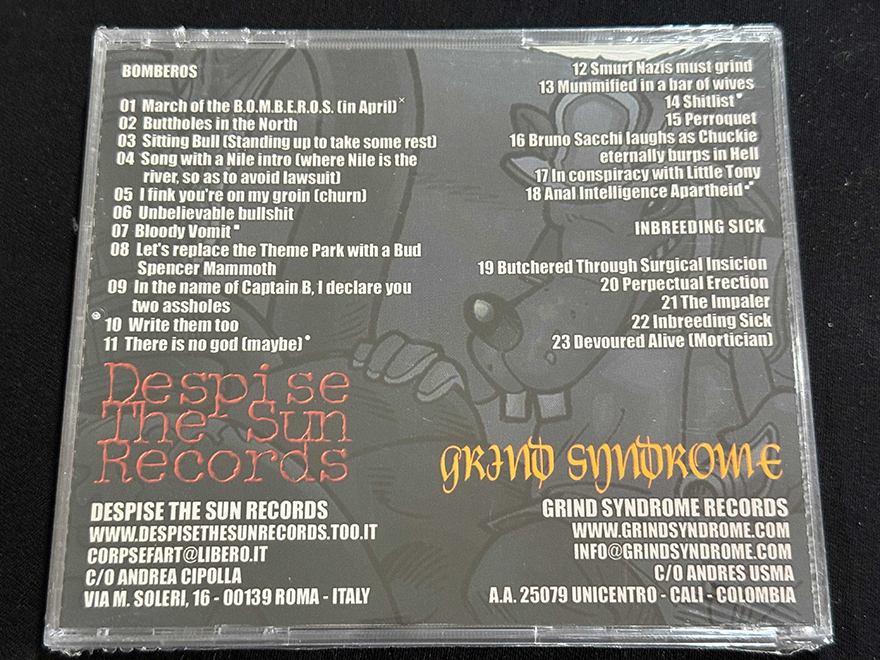 BOMBEROS
01 March of the B.O.M.B.E.R.O.S. (in April)×
02 Buttholes in the North
03 Sitting Bull (Standing up to take some rest)
04 Song with a Nile intro (where Nile is the
river, so as to avoid lawsuit)
05 I fink you're on my groin (churn)
06 Unbelievable bullshit
07 Bloody Vomit*
08 Let's replace the Theme Park with a Bud
Spencer Mammoth
09 In the name of Captain B, I declare you
two assholes
10 Write them too
11 There is no god (maybe)*
12 Smurf Nazis must grind
13 Mummified in a bar of wives
14 Shitlist*
15 Perroquet
16 Bruno Sacchi laughs as Chuckie
eternally burps in Hell
17 In conspiracy with Little Tony
18 Anal Intelligence Apartheid**
INBREEDING SICK
19 Butchered Through Surgical Insicion
20 Perpectual Erection
21 The Impaler
22 Inbreeding Sick
23 Devoured Alive (Mortician)
Despise
The Sun
Records
DESPISE THE SUN RECORDS
WWW.DESPISETHESUNRECORDS.TOO.IT
CORPSEFART@LIBERO.IT
C/O ANDREA CIPOLLA
VIA M. SOLERI, 16 - 00139 ROMA - ITALY
GRIND SYNDROME
GRIND SYNDROME RECORDS
WWW.GRINDSYNDROME.COM
INFO@GRINDSYNDROME.COM
C/O ANDRES USMA
A.A. 25079 UNICENTRO - CALI - COLOMBIA